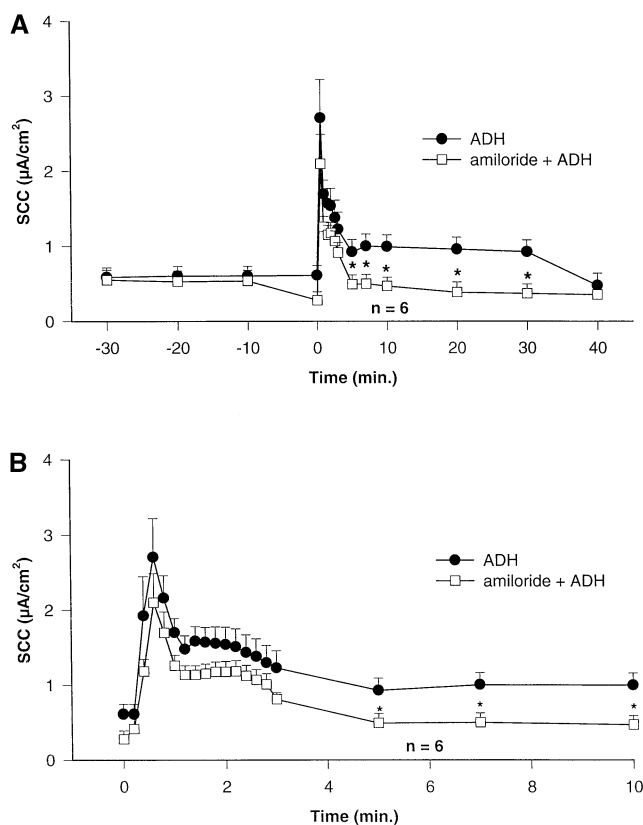 A
4
3
2
1
0
SCC (µA/cm²)
ADH
amiloride + ADH
* * * * *
n = 6
-30 -20 -10 0 10 20 30 40
Time (min.)
B
4
3
2
1
0
SCC (µA/cm²)
ADH
amiloride + ADH
* * *
n = 6
0 2 4 6 8 10
Time (min.)